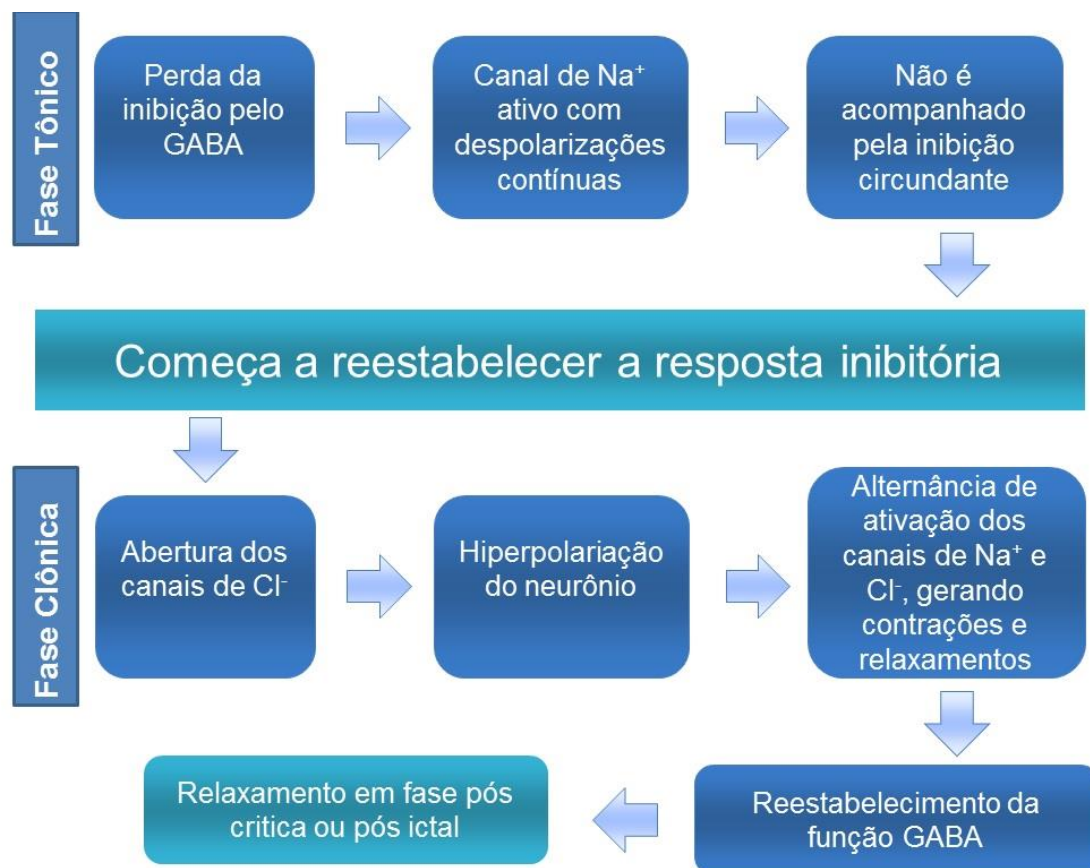 Fase Tônico
Perda da
inibição pelo
GABA
Canal de Na⁺
ativo com
despolarizações
contínuas
Não é
acompanhado
pela inibição
circundante
Começa a reestabelecer a resposta inibitória
Fase Clônica
Abertura dos
canais de Cl⁻
Hiperpolariação
do neurônio
Alternância de
ativação dos
canais de Na⁺ e
Cl⁻, gerando
contrações e
relaxamentos
Reestabelecimento da
função GABA
Relaxamento em fase pós
critica ou pós ictal